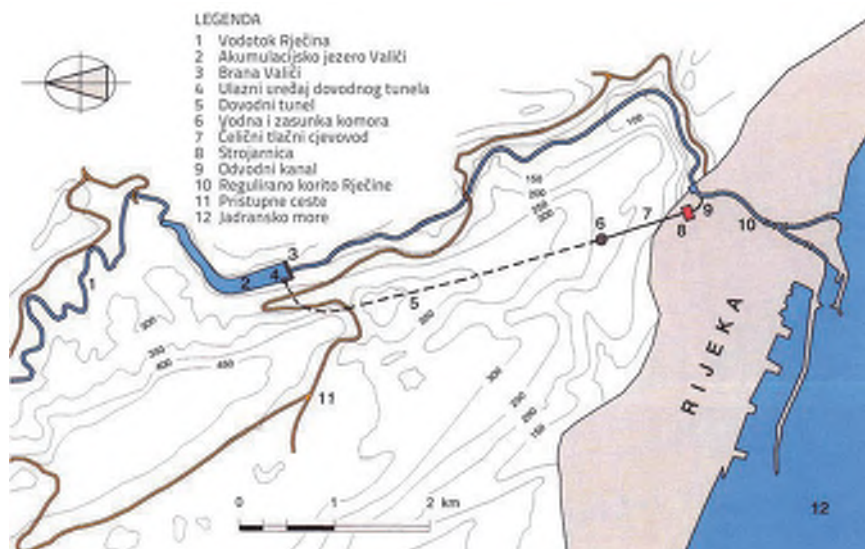 LEGENDA
1 Vodotok Rječina
2 Akumulacijsko jezero Valići
3 Brana Valići
4 Ulazni uređaj dovodnog tunela
5 Dovodni tunel
6 Vodna i zasunka komora
7 Čelični tlačni cjevovod
8 Strojarnica
9 Odvodni kanal
10 Regulirano korito Rječine
11 Pristupne ceste
12 Jadransko more
100
150
200
250
300
6
7
9
8
10
3
4
2
1
5
300
350
400
450
11
300
250
200
150
RIJEKA
0 1 2 km
12